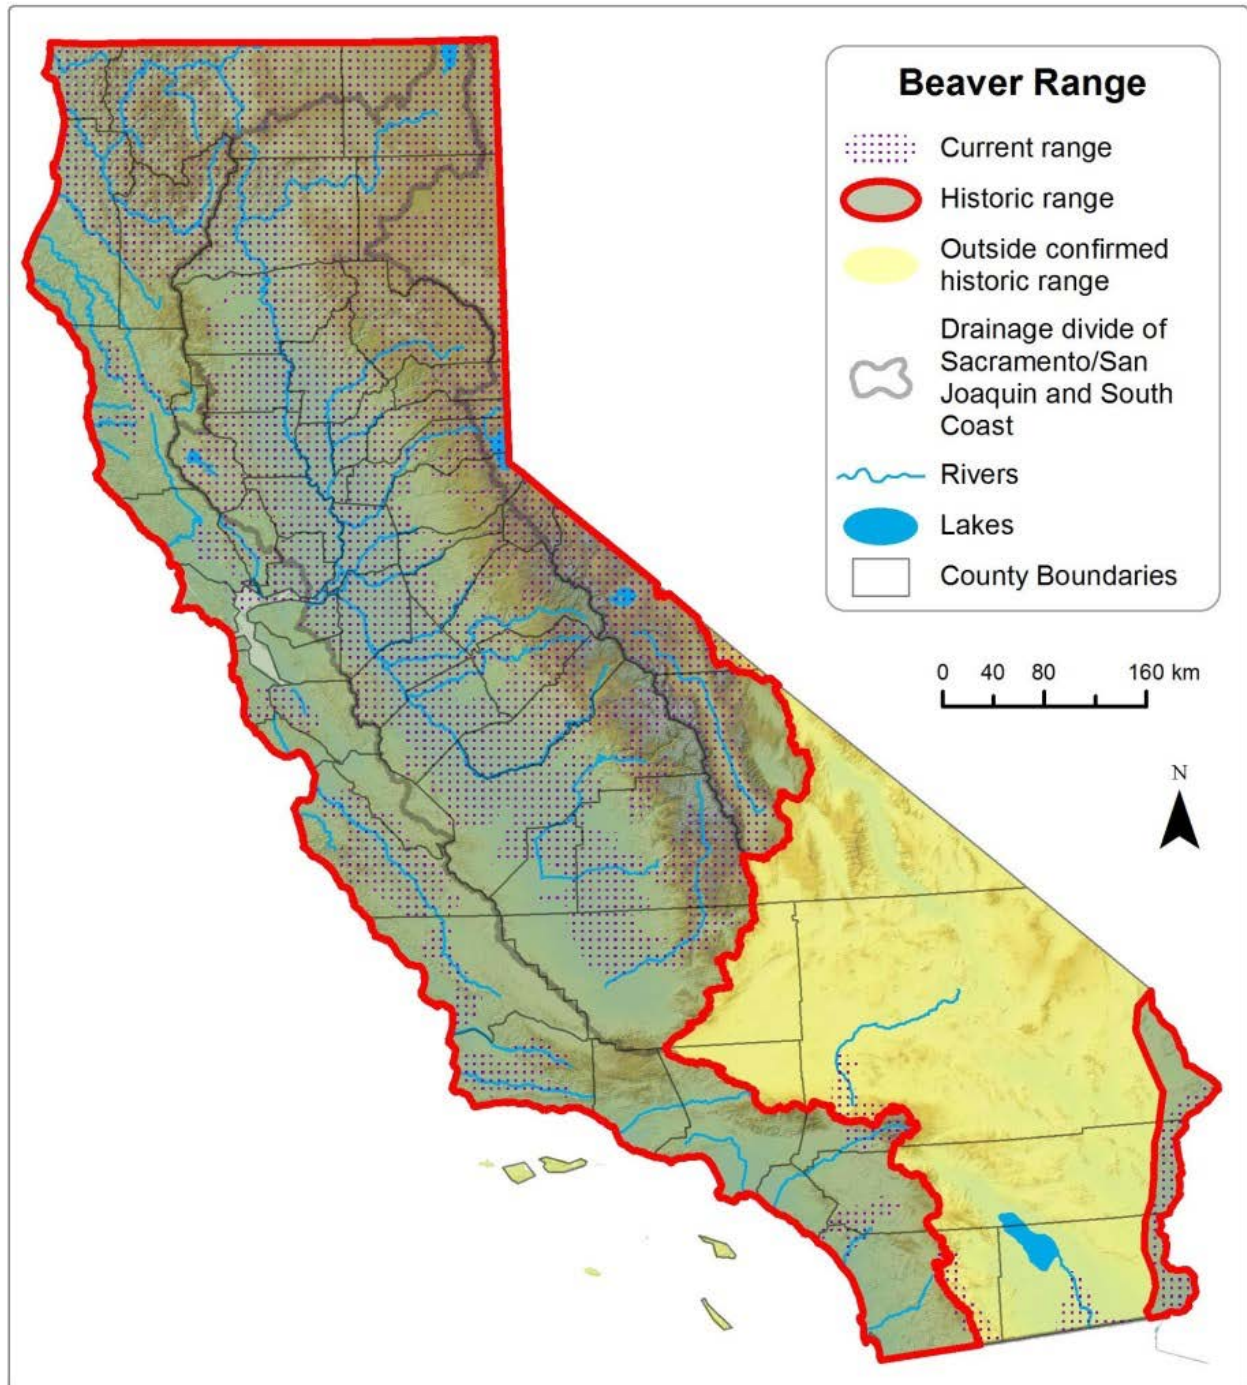 Beaver Range
Current range
Historic range
Outside confirmed
historic range
Drainage divide of
Sacramento/San
Joaquin and South
Coast
Rivers
Lakes
County Boundaries
0 40 80 160 km
N